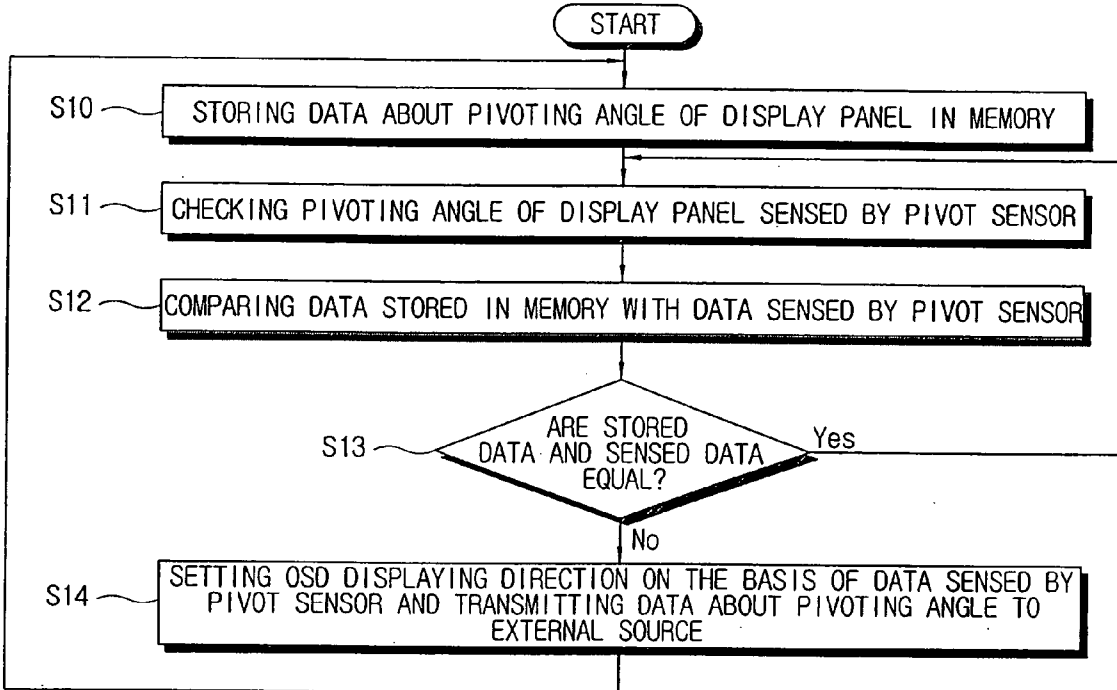 START
S10
STORING DATA ABOUT PIVOTING ANGLE OF DISPLAY PANEL IN MEMORY
S11
CHECKING PIVOTING ANGLE OF DISPLAY PANEL SENSED BY PIVOT SENSOR
S12
COMPARING DATA STORED IN MEMORY WITH DATA SENSED BY PIVOT SENSOR
S13
ARE STORED
DATA AND SENSED DATA
EQUAL?
Yes
No
S14
SETTING OSD DISPLAYING DIRECTION ON THE BASIS OF DATA SENSED BY
PIVOT SENSOR AND TRANSMITTING DATA ABOUT PIVOTING ANGLE TO
EXTERNAL SOURCE